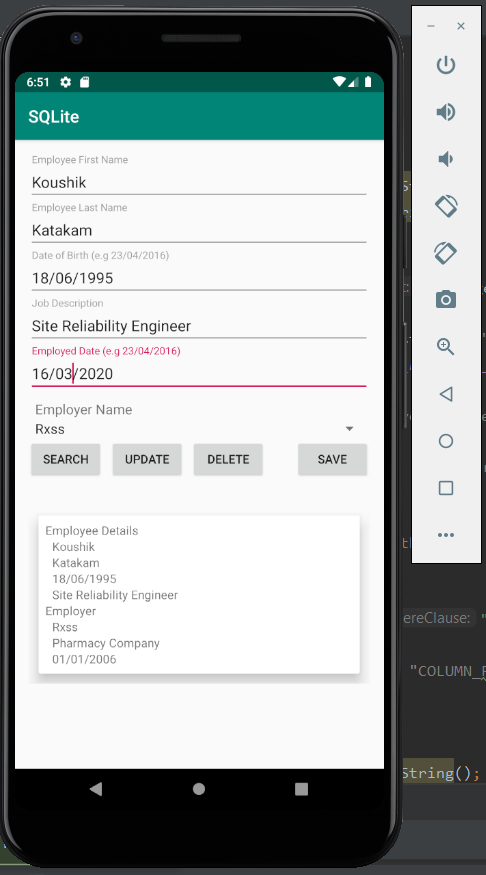 6:51
SQLite
Employee First Name
Koushik
Employee Last Name
Katakam
Date of Birth (e.g 23/04/2016)
18/06/1995
Job Description
Site Reliability Engineer
Employed Date (e.g 23/04/2016)
16/03/2020
Employer Name
Rxss
SEARCH UPDATE DELETE SAVE
Employee Details
Koushik
Katakam
18/06/1995
Site Reliability Engineer
Employer
Rxss
Pharmacy Company
01/01/2006
ereClause: "
"COLUMN_
String();